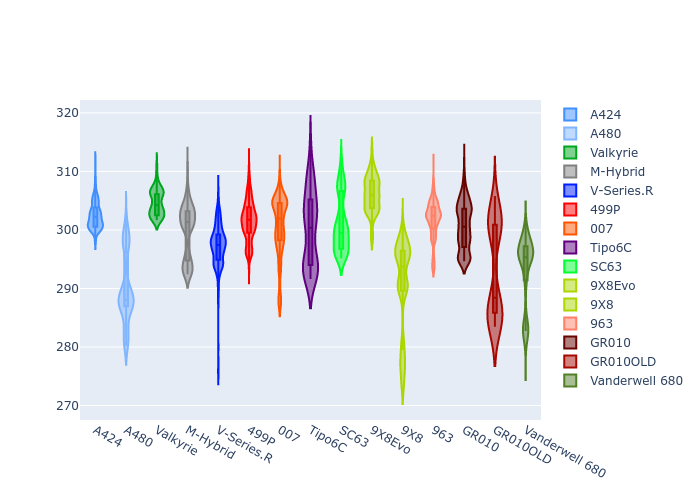 320
310
300
290
280
270
A424
A480
Valkyrie
M-Hybrid
V-Series.R
499P
007
Tipo6C
SC63
9X8Evo
9X8
963
GR010
GR010OLD
Vanderwell 680
A424
A480
Valkyrie
M-Hybrid
V-Series.R
499P
007
Tipo6C
SC63
9X8Evo
9X8
963
GR010
GR010OLD
Vanderwell 680